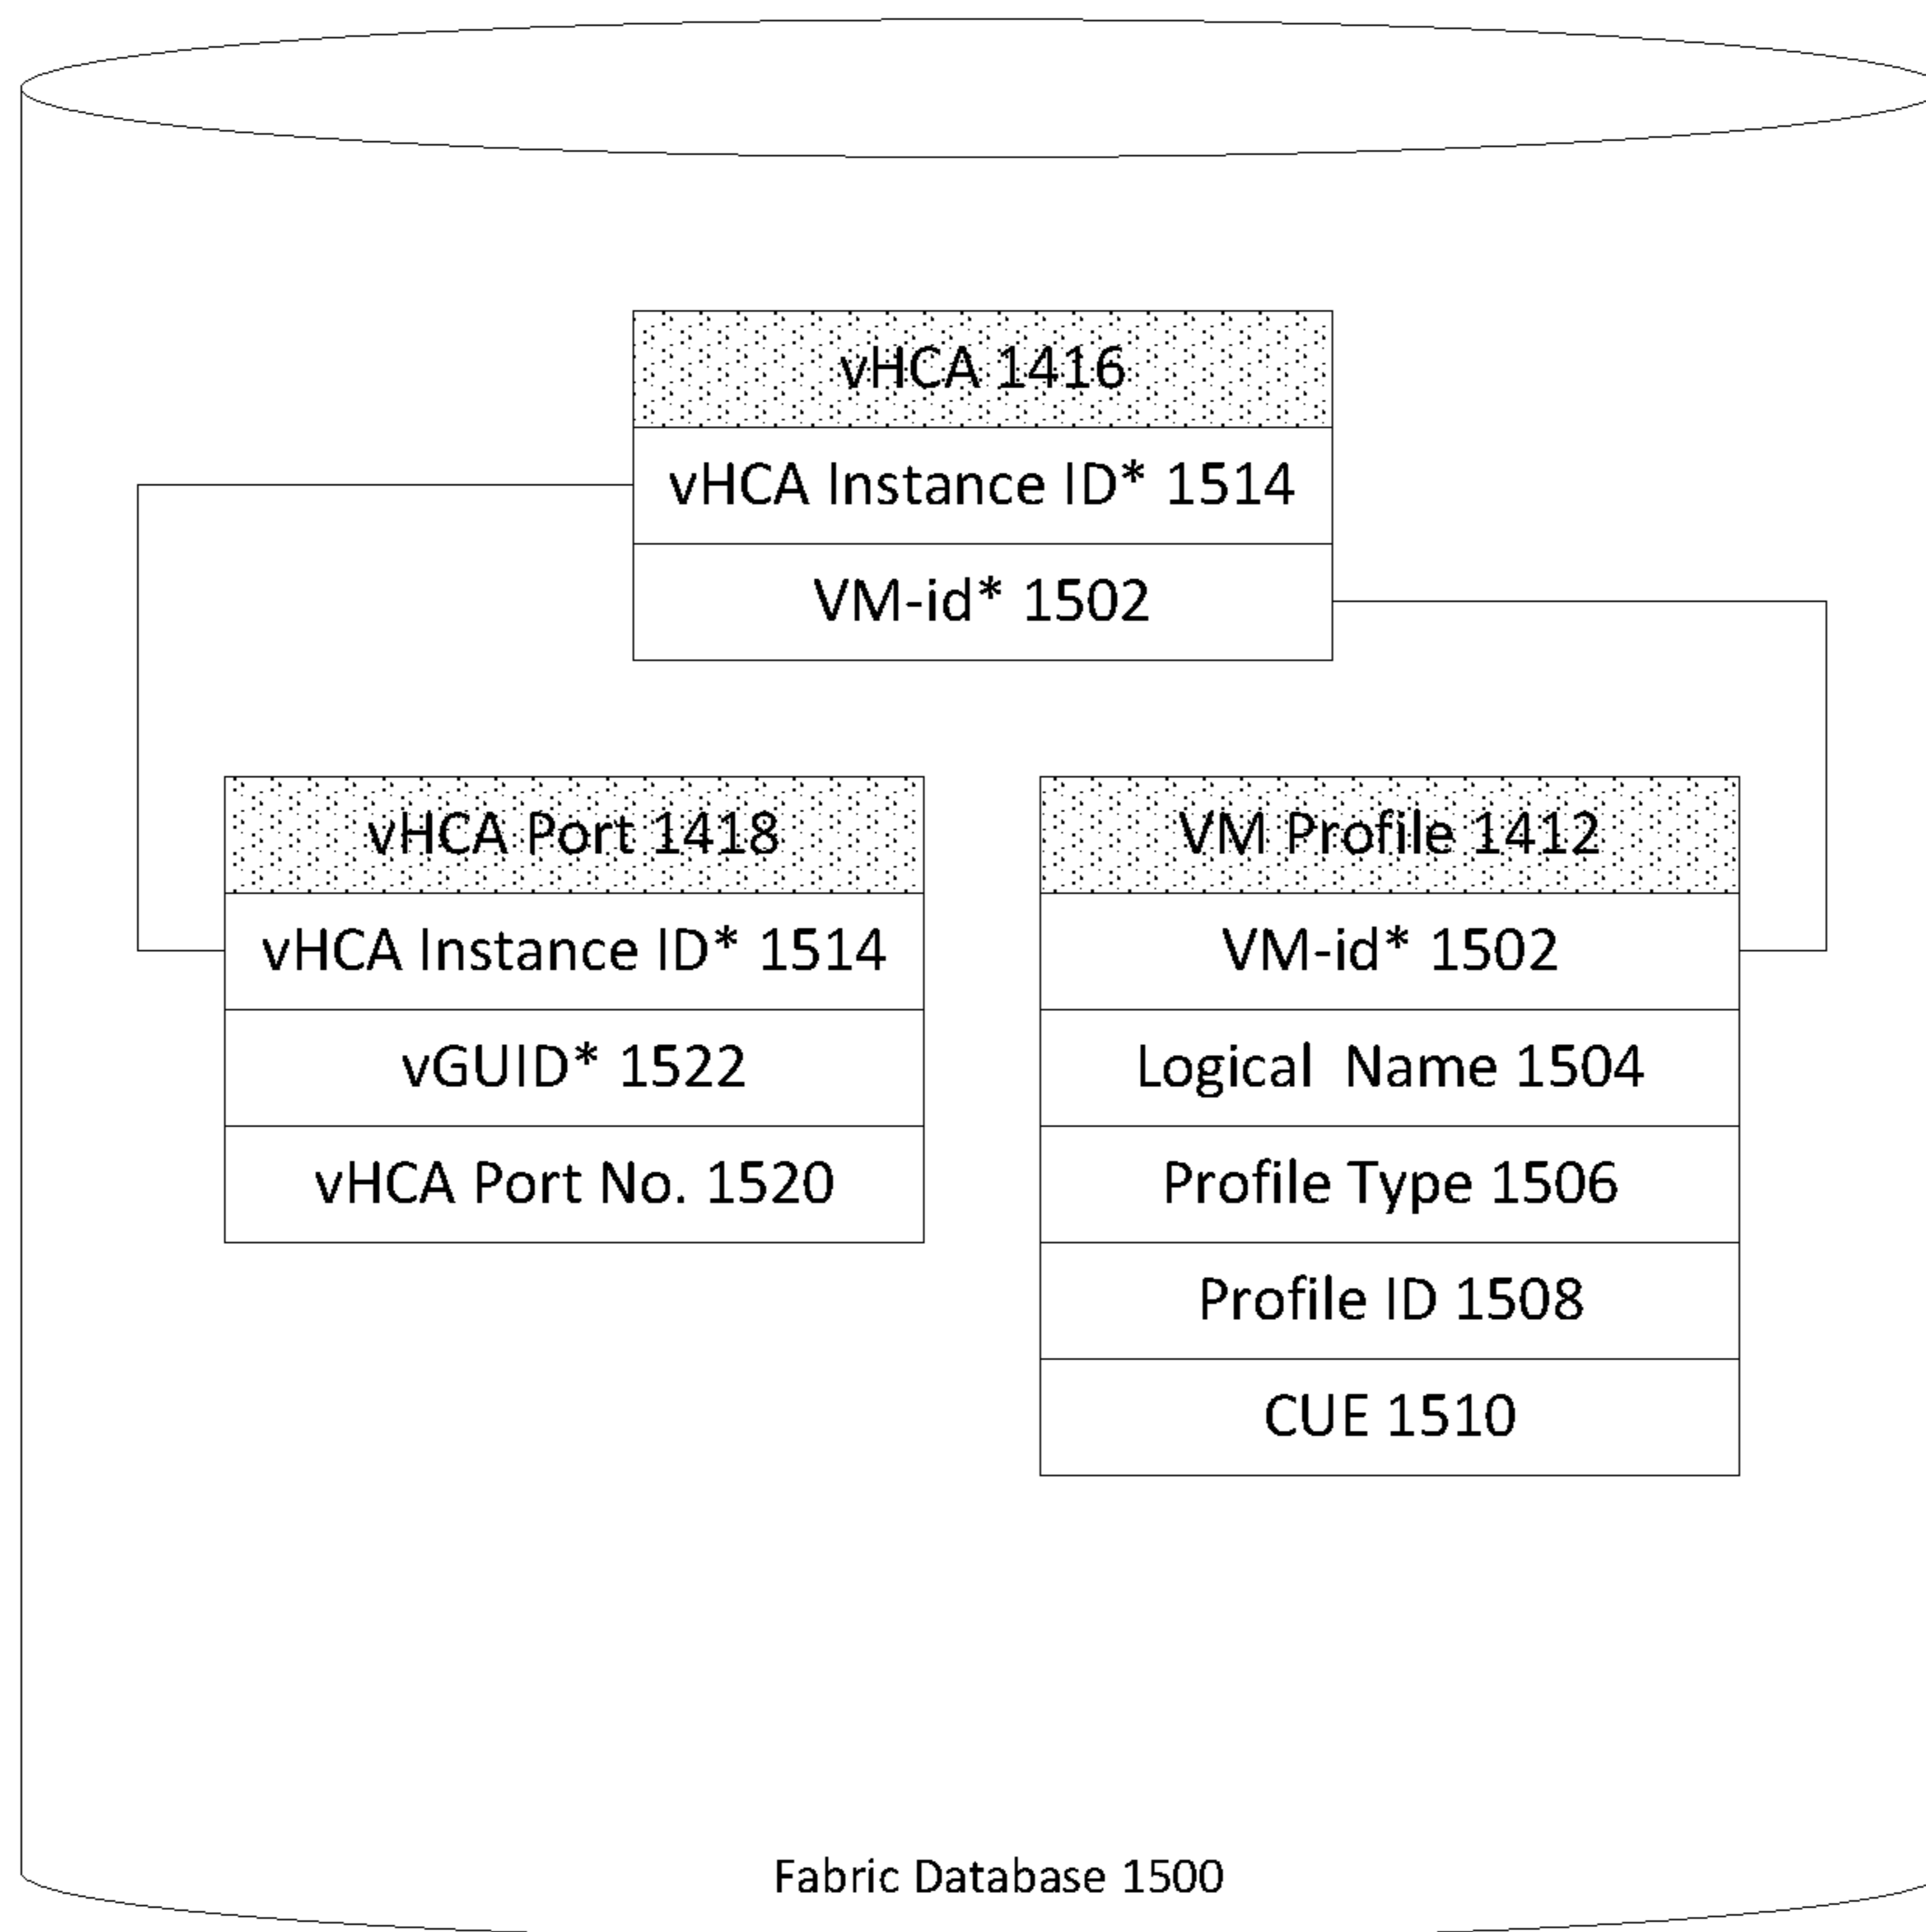 vHCA 1416
vHCA Instance ID* 1514
VM-id* 1502
vHCA Port 1418
vHCA Instance ID* 1514
vGUID* 1522
vHCA Port No. 1520
VM Profile 1412
VM-id* 1502
Logical  Name 1504
Profile Type 1506
Profile ID 1508
CUE 1510
Fabric Database 1500